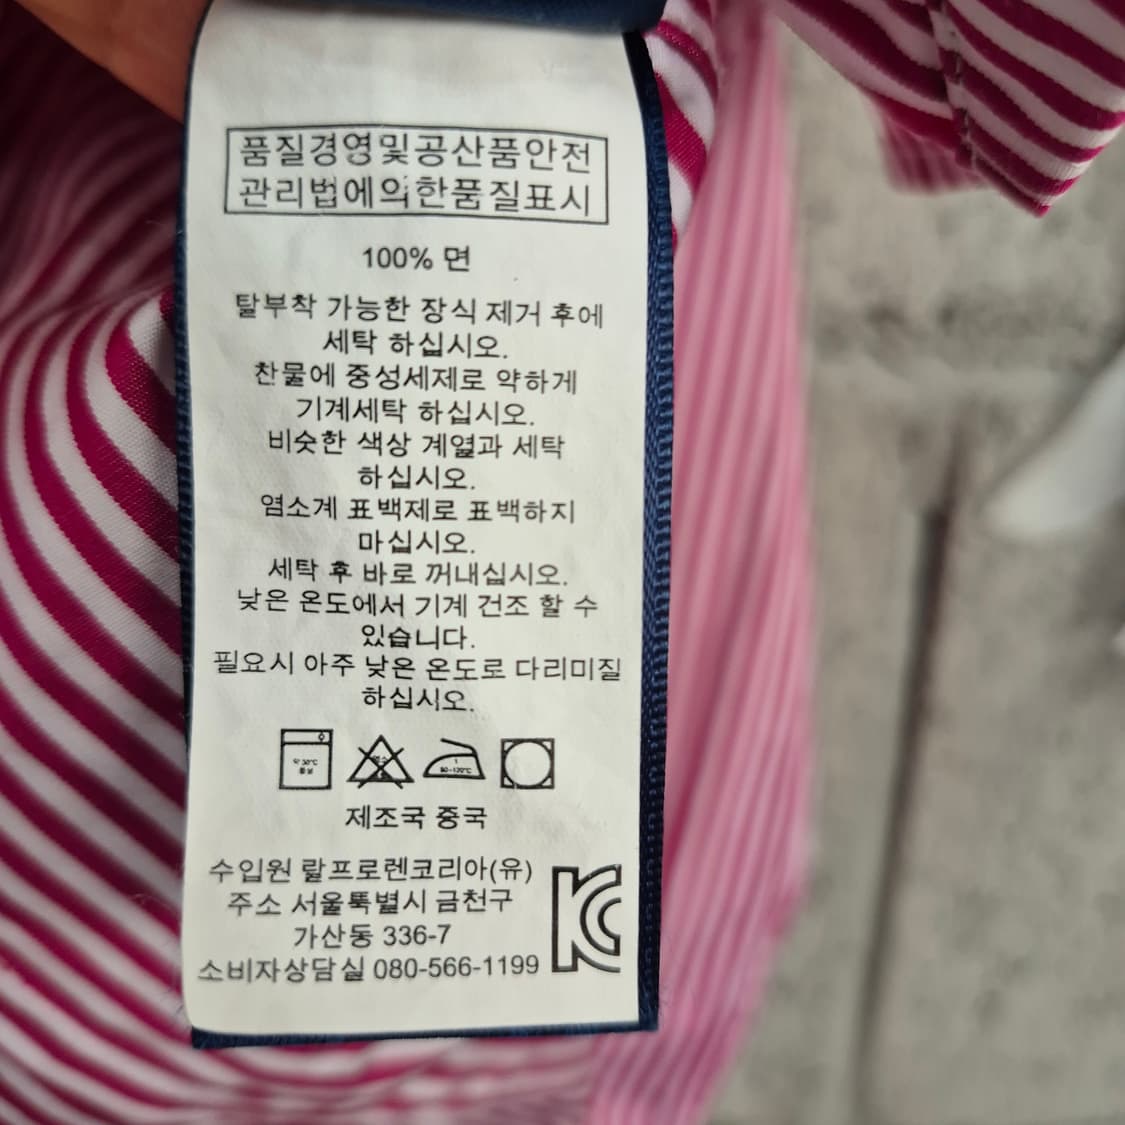 품질경영및공산품안전
관리법에의한품질표시
100% 면
탈부착 가능한 장식 제거 후에
세탁 하십시오.
찬물에 중성세제로 약하게
기계세탁 하십시오.
비슷한 색상 계열과 세탁
하십시오.
염소계 표백제로 표백하지
마십시오.
세탁 후 바로 꺼내십시오.
낮은 온도에서 기계 건조 할 수
있습니다.
필요시 아주 낮은 온도로 다리미질
하십시오.
약 30°C
중성
염소
1
80~120°C
제조국 중국
수입원 랄프로렌코리아(유)
주소 서울특별시 금천구
가산동 336-7
소비자상담실 080-566-1199